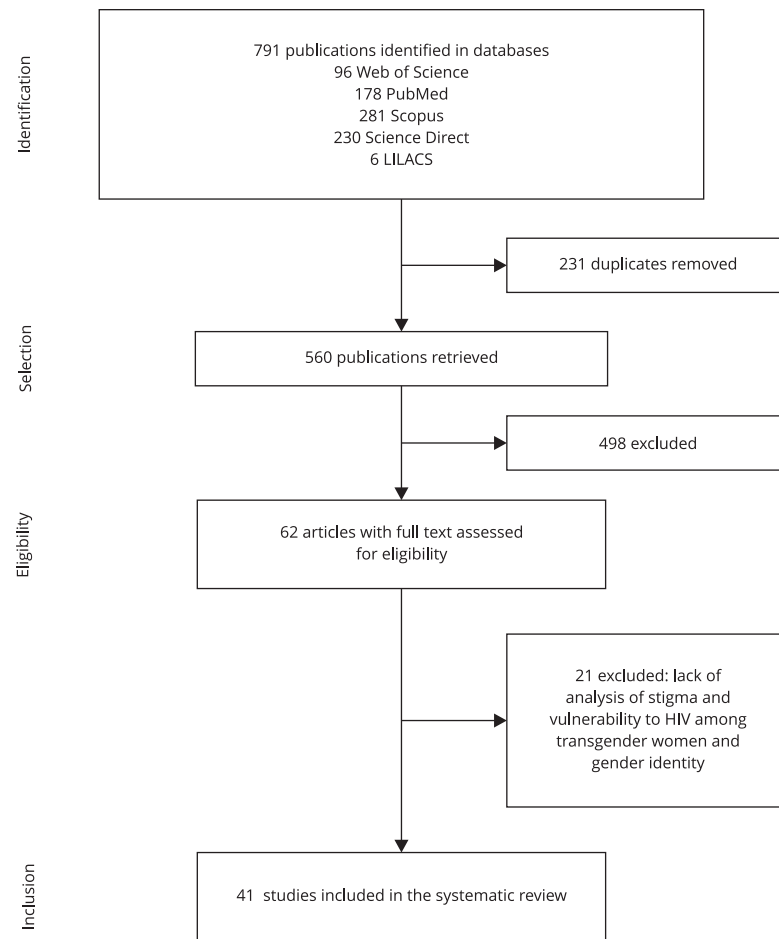 Identification
791 publications identified in databases
96 Web of Science
178 PubMed
281 Scopus
230 Science Direct
6 LILACS
231 duplicates removed
Selection
560 publications retrieved
498 excluded
Eligibility
62 articles with full text assessed
for eligibility
21 excluded: lack of
analysis of stigma and
vulnerability to HIV among
transgender women and
gender identity
Inclusion
41 studies included in the systematic review